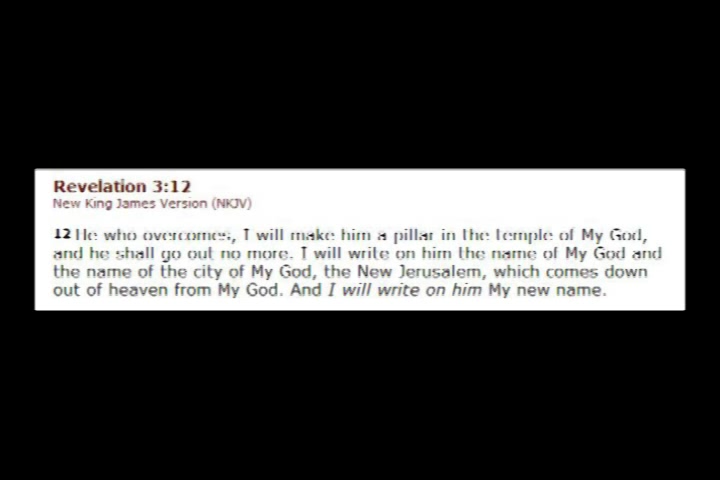 Revelation 3:12
New King James Version (NKJV)
12 He who overcomes, I will make him a pillar in the temple of My God,
and he shall go out no more. I will write on him the name of My God and
the name of the city of My God, the New Jerusalem, which comes down
out of heaven from My God. And I will write on him My new name.